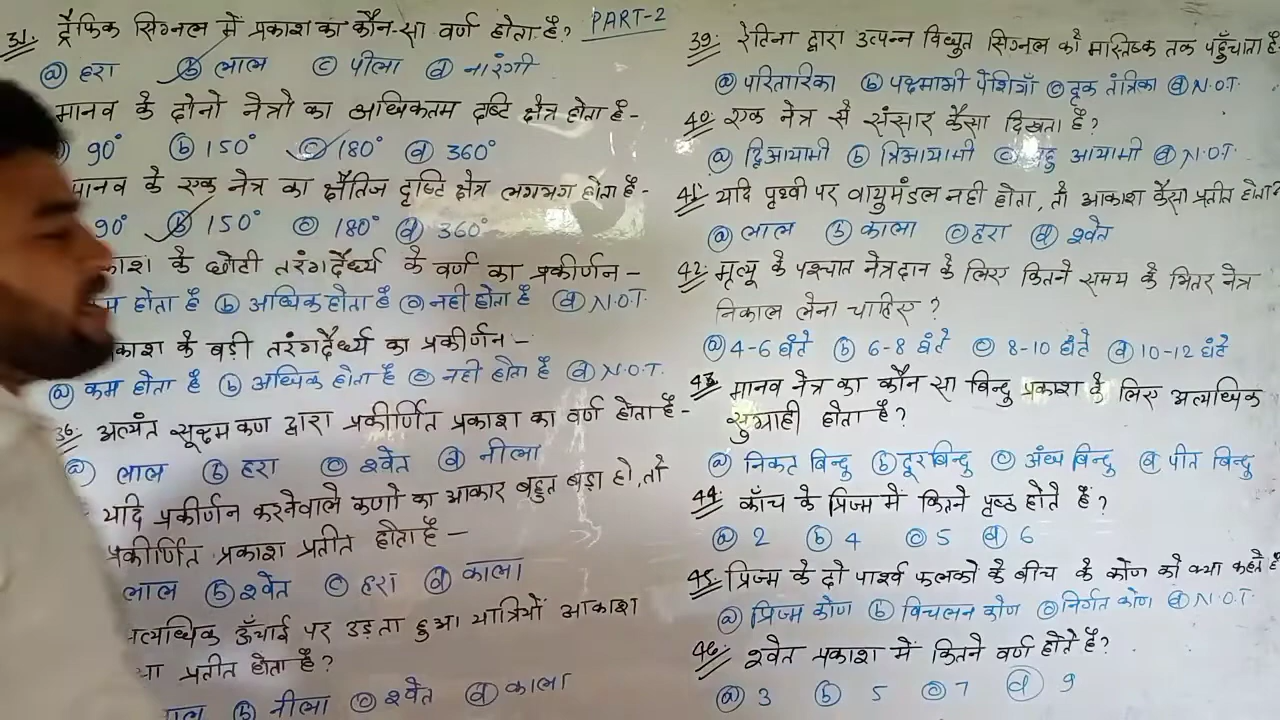 31. ट्रैफिक सिग्नल में प्रकाश का कौन-सा वर्ण होता है? PART-2
ⓐ हरा ⓑ लाल ⓒ पीला ⓓ नारंगी
मानव के दोनो नेत्रो का अधिकतम दृष्टि क्षेत्र होता है-
90° ⓑ 150° ⓒ 180° ⓓ 360°
मानव के एक नेत्र का क्षैतिज दृष्टि क्षेत्र लगभग होता है-
90° ⓑ 150° ⓒ 180° ⓓ 360°
के छोटी तरंगदैर्ध्य के वर्ण का प्रकीर्णन-
होता है ⓑ अधिक होता है ⓒ नही होता है ⓓ N.O.T.
के बड़ी तरंगदैर्ध्य का प्रकीर्णन-
ⓐ कम होता है ⓑ अधिक होता है ⓒ नही होता है ⓓ N.O.T.
36. अत्यंत सूक्ष्म कण द्वारा प्रकीर्णित प्रकाश का वर्ण होता है-
ⓐ लाल ⓑ हरा ⓒ श्वेत ⓓ नीला
यदि प्रकीर्णन करनेवाले कणो का आकार बहुत बड़ा हो, तो
प्रकीर्णित प्रकाश प्रतीत होता है-
लाल ⓑ श्वेत ⓒ हरा ⓓ काला
ऊँचाई पर उड़ता हुआ यात्रियों आकाश
प्रतीत होता है?
ⓑ नीला ⓒ श्वेत ⓓ काला
39. रेटिना द्वारा उत्पन्न विद्युत सिग्नल को मास्तिष्क तक पहुँचाता है
ⓐ परितारिका ⓑ पक्ष्माभी पेशियाँ ⓒ दृक तंत्रिका ⓓ N.O.T.
40. एक नेत्र से संसार कैसा दिखता है?
ⓐ द्विआयामी ⓑ त्रिआयामी ⓒ बहु आयामी ⓓ N.O.T.
41. यदि पृथ्वी पर वायुमंडल नही होता, तो आकाश कैसा प्रतीत होता
ⓐ लाल ⓑ काला ⓒ हरा ⓓ श्वेत
42. मृत्यू के पश्चात नेत्रदान के लिए कितने समय के भितर नेत्र
निकाल लेना चाहिए?
ⓐ 4-6 घंटे ⓑ 6-8 घंटे ⓒ 8-10 घंटे ⓓ 10-12 घंटे
43. मानव नेत्र का कौन सा बिन्दु प्रकाश के लिए अत्यधिक
सुग्राही होता है?
ⓐ निकट बिन्दु ⓑ दूर बिन्दु ⓒ अँध बिन्दु ⓓ पीत बिन्दु
44. काँच के प्रिज्म में कितने पृष्ठ होते हैं?
ⓐ 2 ⓑ 4 ⓒ 5 ⓓ 6
45. प्रिज्म के दो पार्श्व फलको के बीच के कोण को क्या कहते है
ⓐ प्रिज्म कोण ⓑ विचलन कोण ⓒ निर्गत कोण ⓓ N.O.T.
46. श्वेत प्रकाश में कितने वर्ण होते है?
ⓐ 3 ⓑ 5 ⓒ 7 ⓓ 9